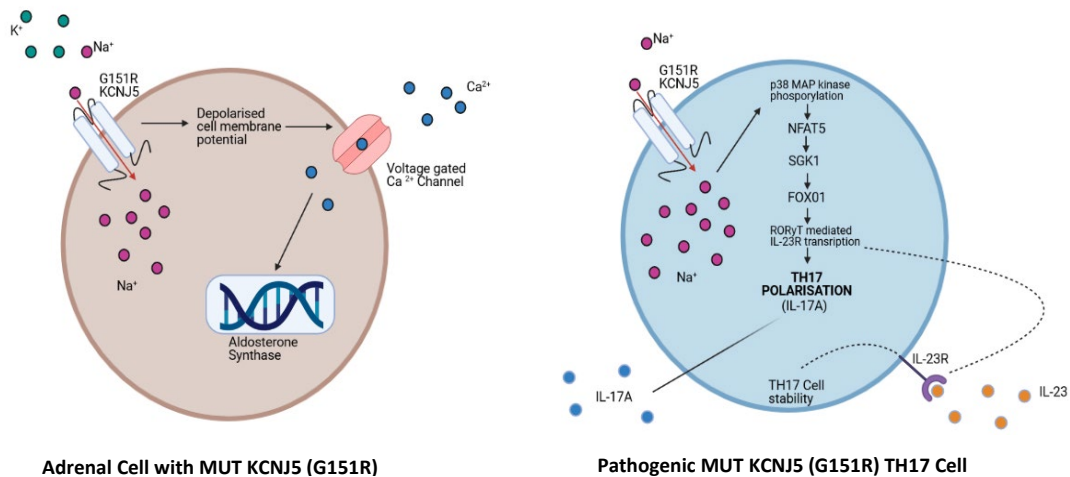 K⁺
Na⁺
G151R
KCNJ5
Depolarised
cell membrane
potential
Ca²⁺
Voltage gated
Ca ²⁺ Channel
Na⁺
Aldosterone
Synthase
Adrenal Cell with MUT KCNJ5 (G151R)
Na⁺
G151R
KCNJ5
p38 MAP kinase
phosporylation
NFAT5
SGK1
FOX01
RORyT mediated
IL-23R transription
Na⁺
TH17
POLARISATION
(IL-17A)
IL-23R
IL-17A
TH17 Cell
stability
IL-23
Pathogenic MUT KCNJ5 (G151R) TH17 Cell